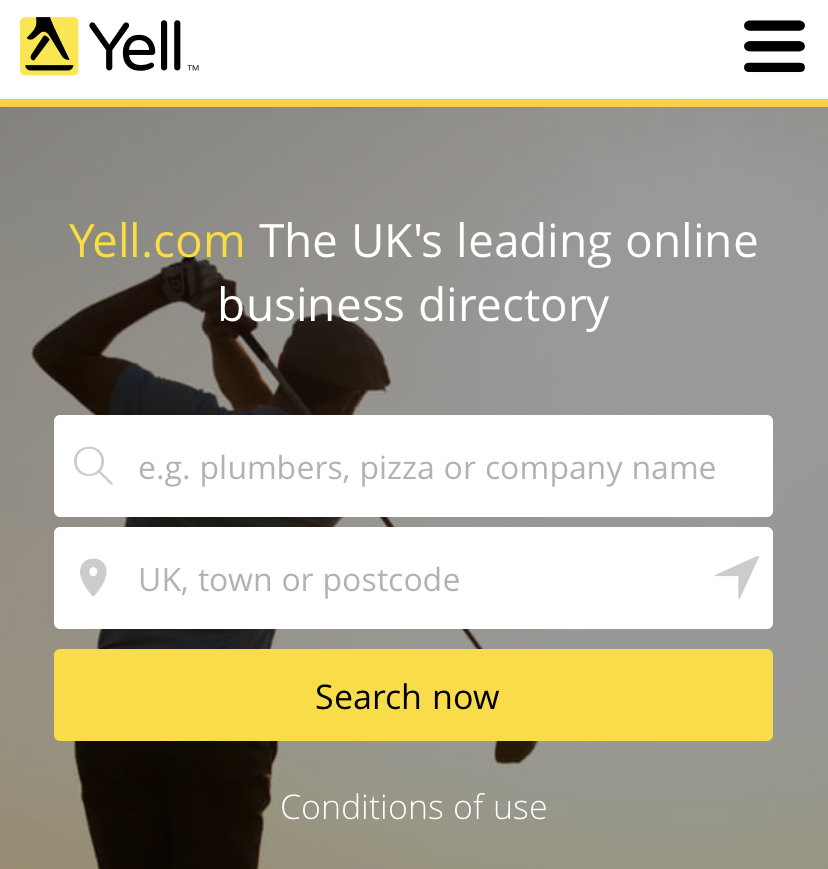 Yell™
Yell.com The UK's leading online
business directory
e.g. plumbers, pizza or company name
UK, town or postcode
Search now
Conditions of use